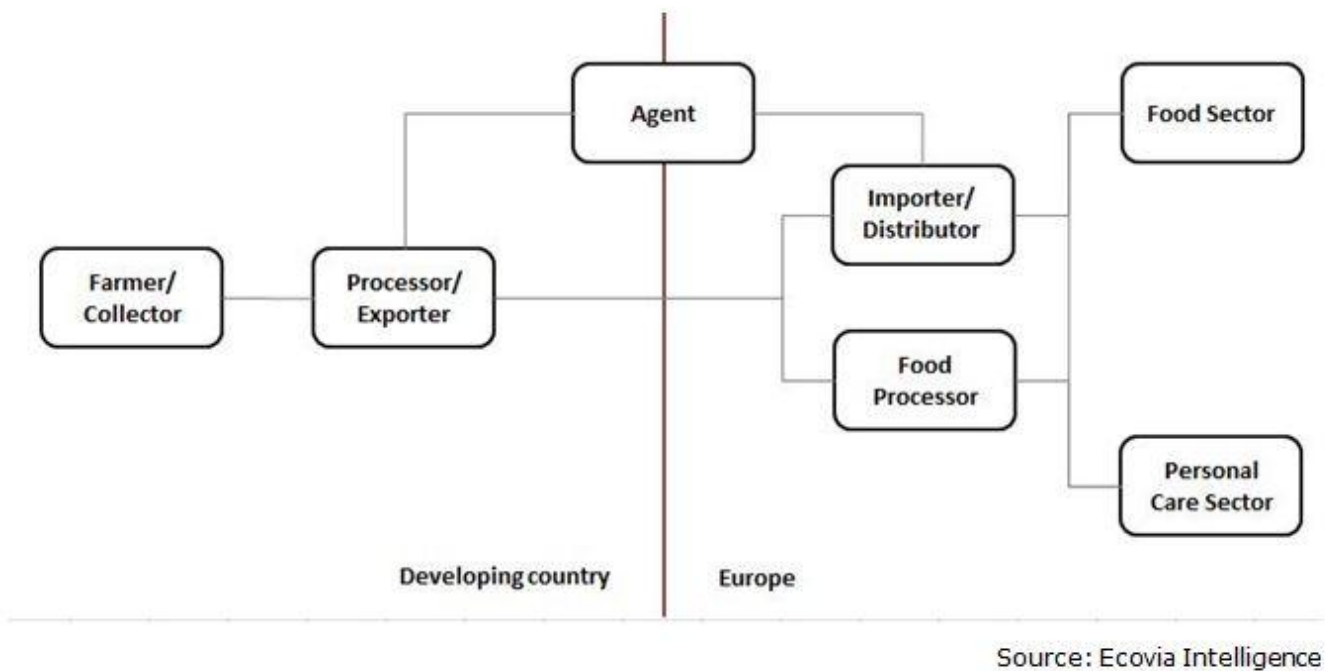 Agent
Food Sector
Importer/
Distributor
Farmer/
Collector
Processor/
Exporter
Food
Processor
Personal
Care Sector
Developing country
Europe
Source: Ecovia Intelligence